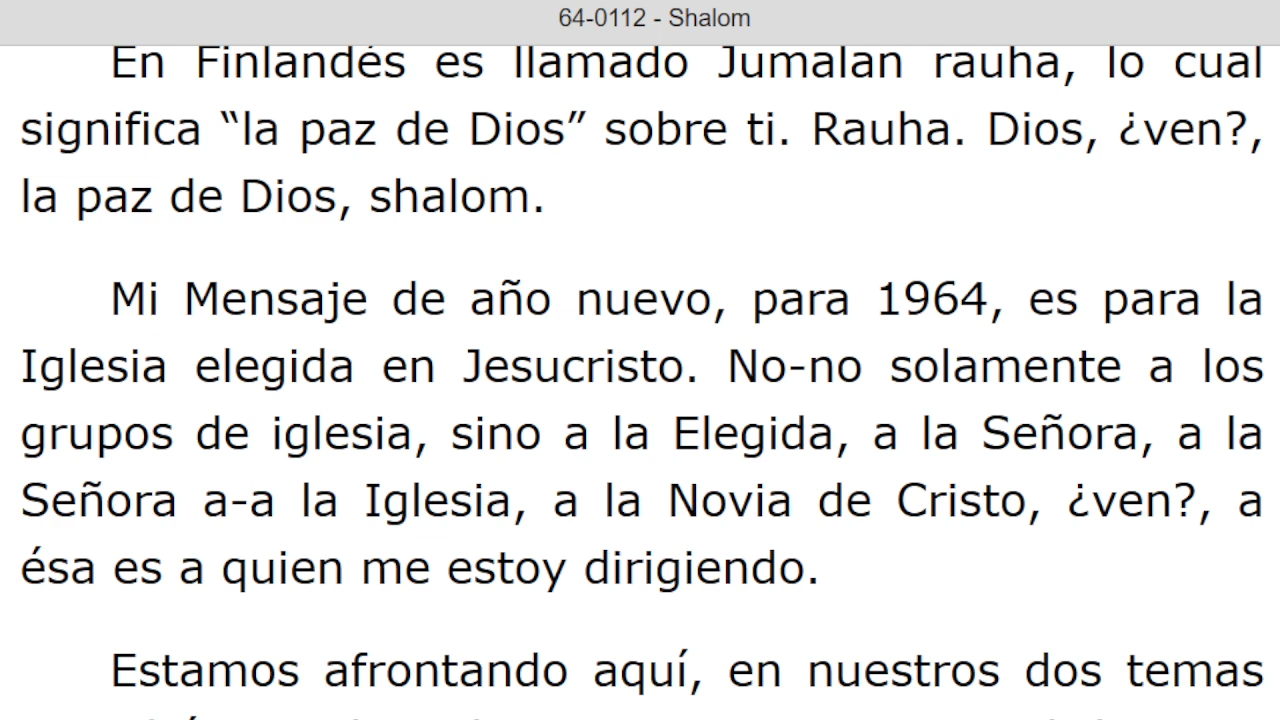 64-0112 - Shalom
En Finlandés es llamado Jumalan rauha, lo cual
significa “la paz de Dios” sobre ti. Rauha. Dios, ¿ven?,
la paz de Dios, shalom.
Mi Mensaje de año nuevo, para 1964, es para la
Iglesia elegida en Jesucristo. No-no solamente a los
grupos de iglesia, sino a la Elegida, a la Señora, a la
Señora a-a la Iglesia, a la Novia de Cristo, ¿ven?, a
ésa es a quien me estoy dirigiendo.
Estamos afrontando aquí, en nuestros dos temas